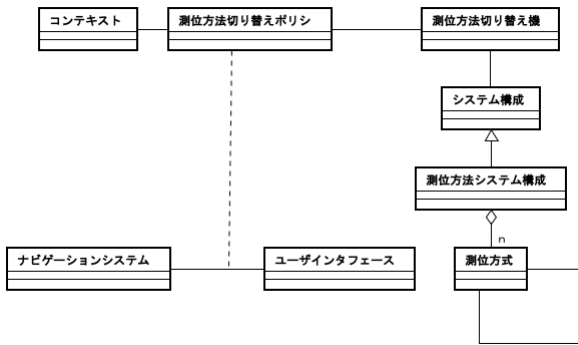 コンテキスト
測位方法切り替えポリシ
測位方法切り替え機
システム構成
測位方法システム構成
n
ナビゲーションシステム
ユーザインタフェース
測位方式